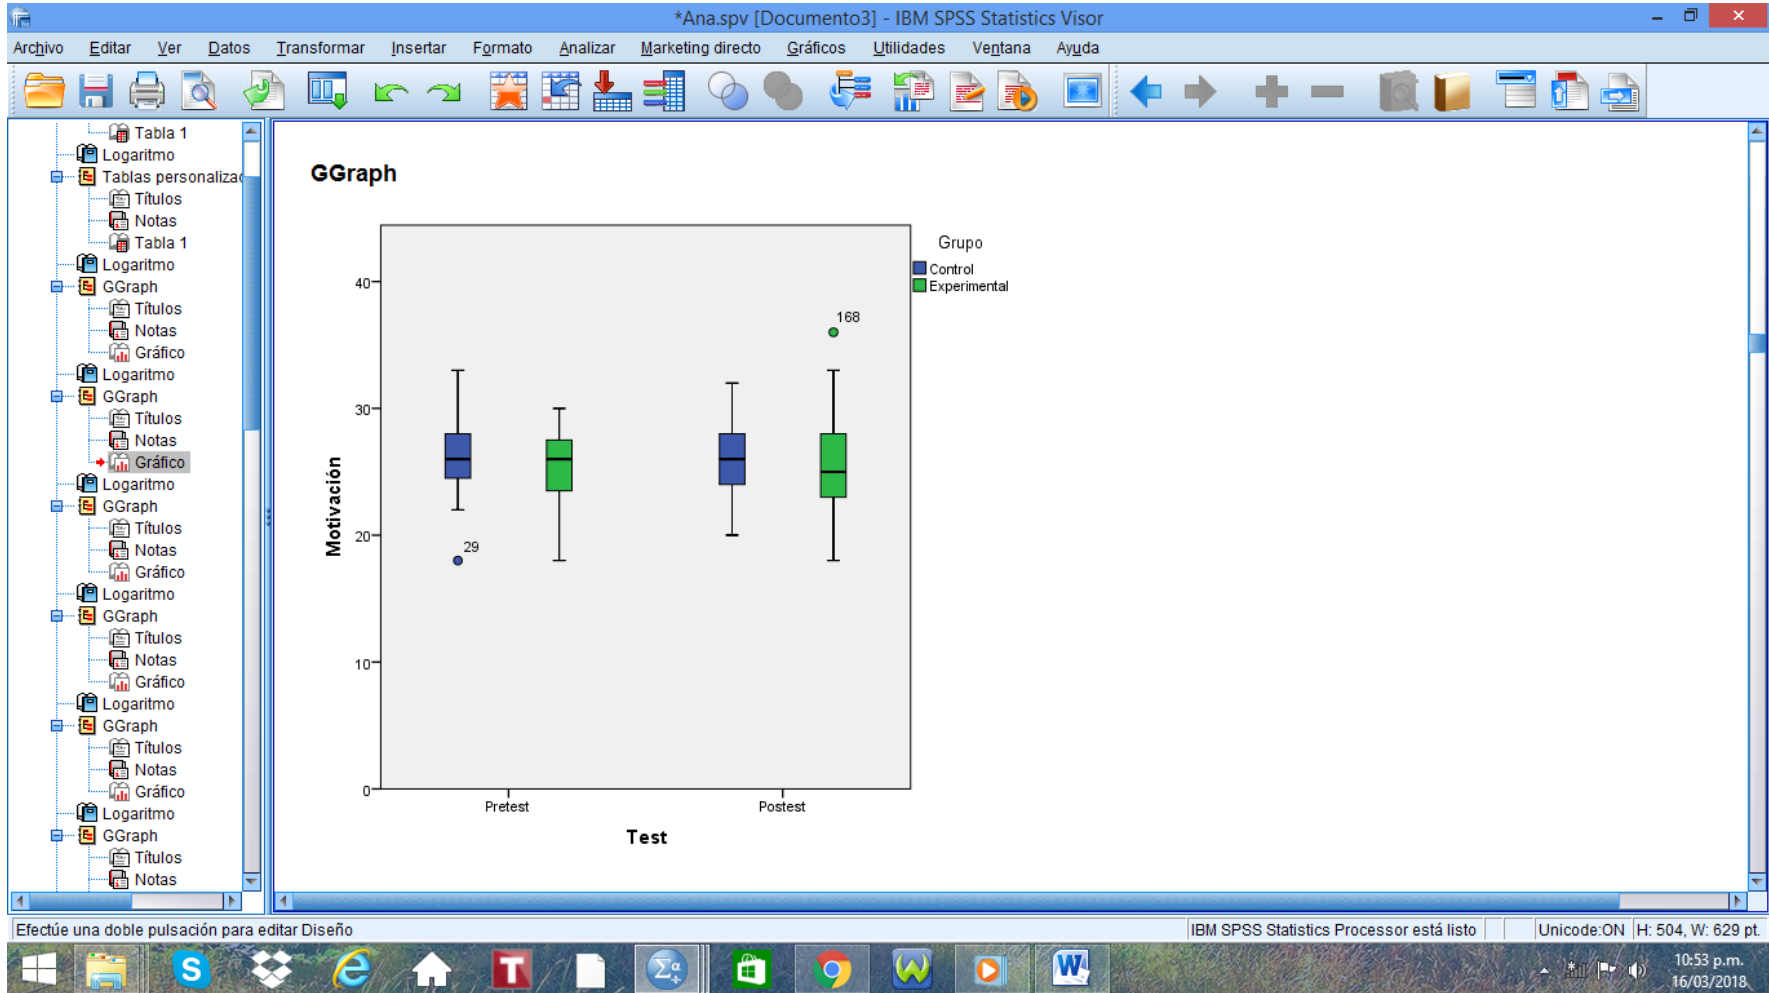 *Ana.spv [Documento3] - IBM SPSS Statistics Visor
Archivo Editar Ver Datos Transformar Insertar Formato Analizar Marketing directo Gráficos Utilidades Ventana Ayuda
Tabla 1
Logaritmo
Tablas personalizac
Títulos
Notas
Tabla 1
Logaritmo
GGraph
Títulos
Notas
Gráfico
Logaritmo
GGraph
Títulos
Notas
Gráfico
Logaritmo
GGraph
Títulos
Notas
Gráfico
Logaritmo
GGraph
Títulos
Notas
Gráfico
Logaritmo
GGraph
Títulos
Notas
Gráfico
Logaritmo
GGraph
Títulos
Notas
GGraph
Grupo
Control
Experimental
40
30
20
10
0
Motivación
168
29
Pretest Postest
Test
Efectúe una doble pulsación para editar Diseño
IBM SPSS Statistics Processor está listo
Unicode:ON H: 504, W: 629 pt.
10:53 p.m.
16/03/2018